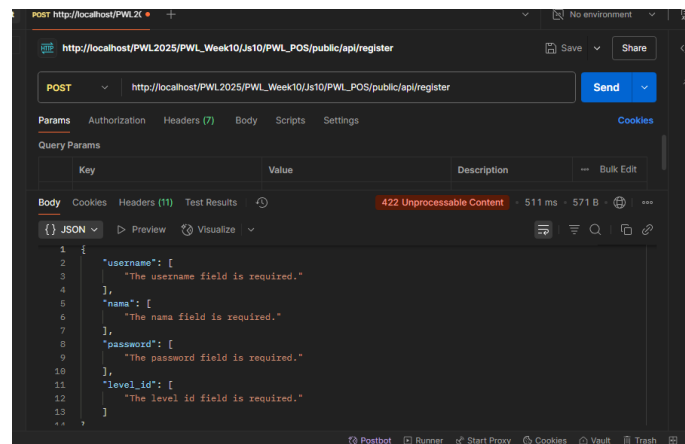 POST http://localhost/PWL2( No environment
HTTP http://localhost/PWL2025/PWL_Week10/Js10/PWL_POS/public/api/register Save Share
POST http://localhost/PWL2025/PWL_Week10/Js10/PWL_POS/public/api/register Send
Params Authorization Headers (7) Body Scripts Settings Cookies
Query Params
Key Value Description Bulk Edit
Body Cookies Headers (11) Test Results 422 Unprocessable Content 511 ms 571 B
{} JSON Preview Visualize
1 {
2 "username": [
3 "The username field is required."
4 ],
5 "nama": [
6 "The nama field is required."
7 ],
8 "password": [
9 "The password field is required."
10 ],
11 "level_id": [
12 "The level id field is required."
13 ]
14 }
Postbot Runner Start Proxy Cookies Vault Trash